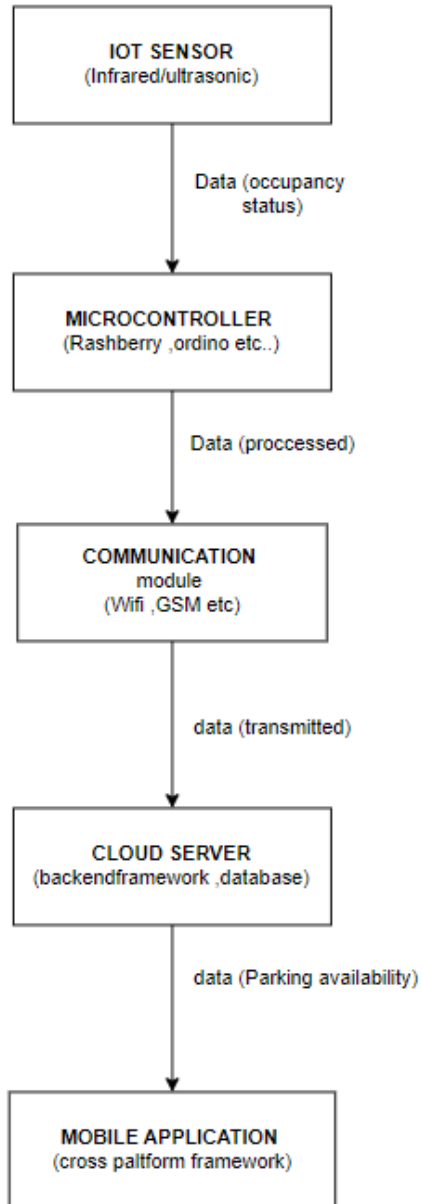 IOT SENSOR
(Infrared/ultrasonic)
Data (occupancy
status)
MICROCONTROLLER
(Rashberry ,ordino etc..)
Data (proccessed)
COMMUNICATION
module
(Wifi ,GSM etc)
data (transmitted)
CLOUD SERVER
(backendframework ,database)
data (Parking availability)
MOBILE APPLICATION
(cross paltform framework)